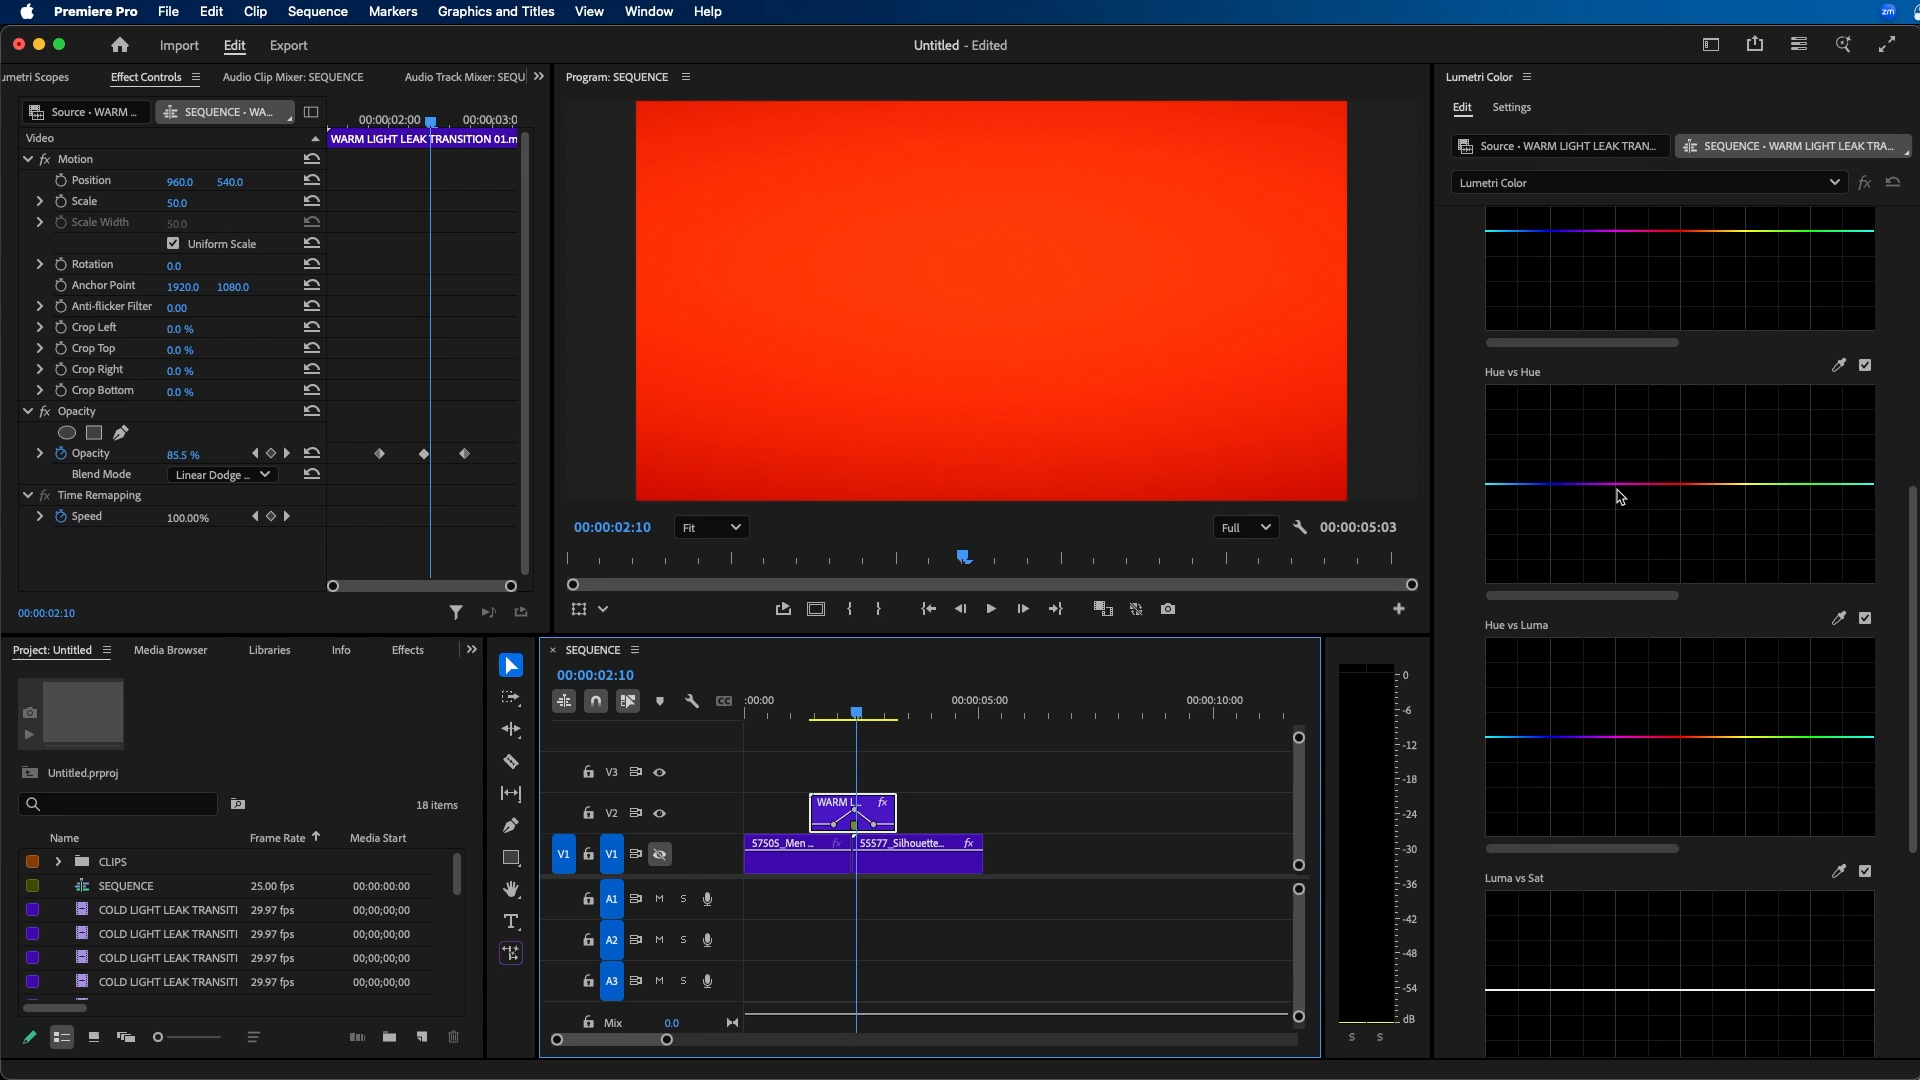 Premiere Pro File Edit Clip Sequence Markers Graphics and Titles View Window Help
zm
Import Edit Export
Untitled - Edited
umetri Scopes Effect Controls Audio Clip Mixer: SEQUENCE Audio Track Mixer: SEQU
Source • WARM ... SEQUENCE • WA...
00:00:02:00 00:00:03:0
Video
WARM LIGHT LEAK TRANSITION 01.m
fx Motion
Position 960.0 540.0
Scale 50.0
Scale Width 50.0
Uniform Scale
Rotation 0.0
Anchor Point 1920.0 1080.0
Anti-flicker Filter 0.00
Crop Left 0.0 %
Crop Top 0.0 %
Crop Right 0.0 %
Crop Bottom 0.0 %
fx Opacity
Opacity 85.5 %
Blend Mode Linear Dodge ...
fx Time Remapping
Speed 100.00%
00:00:02:10
Program: SEQUENCE
00:00:02:10 Fit Full 00:00:05:03
Lumetri Color
Edit Settings
Source • WARM LIGHT LEAK TRAN... SEQUENCE • WARM LIGHT LEAK TRA...
Lumetri Color fx
Hue vs Hue
Hue vs Luma
Luma vs Sat
Project: Untitled Media Browser Libraries Info Effects
Untitled.prproj
18 items
Name Frame Rate Media Start
CLIPS
SEQUENCE 25.00 fps 00:00:00:00
COLD LIGHT LEAK TRANSITI 29.97 fps 00;00;00;00
COLD LIGHT LEAK TRANSITI 29.97 fps 00;00;00;00
COLD LIGHT LEAK TRANSITI 29.97 fps 00;00;00;00
COLD LIGHT LEAK TRANSITI 29.97 fps 00;00;00;00
T
× SEQUENCE
00:00:02:10
CC
:00:00 00:00:05:00 00:00:10:00
V3
V2
WARM L... fx
V1 V1
57505_Men ... fx 55577_Silhouette... fx
A1 M S
A2 M S
A3 M S
Mix 0.0
0
-6
-12
-18
-24
-30
-36
-42
-48
-54
dB
S S